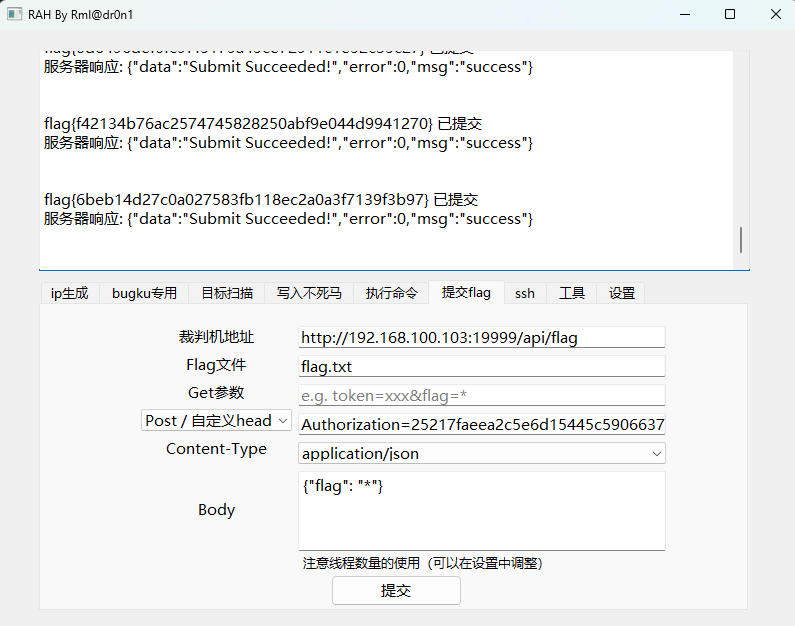 RAH By Rml@dr0n1
服务器响应: {"data":"Submit Succeeded!","error":0,"msg":"success"}
flag{f42134b76ac2574745828250abf9e044d9941270} 已提交
服务器响应: {"data":"Submit Succeeded!","error":0,"msg":"success"}
flag{6beb14d27c0a027583fb118ec2a0a3f7139f3b97} 已提交
服务器响应: {"data":"Submit Succeeded!","error":0,"msg":"success"}
ip生成 bugku专用 目标扫描 写入不死马 执行命令 提交flag ssh 工具 设置
裁判机地址 http://192.168.100.103:19999/api/flag
Flag文件 flag.txt
Get参数 e.g. token=xxx&flag=*
Post / 自定义head Authorization=25217faeea2c5e6d15445c5906637
Content-Type application/json
Body {"flag": "*"}
注意线程数量的使用（可以在设置中调整）
提交